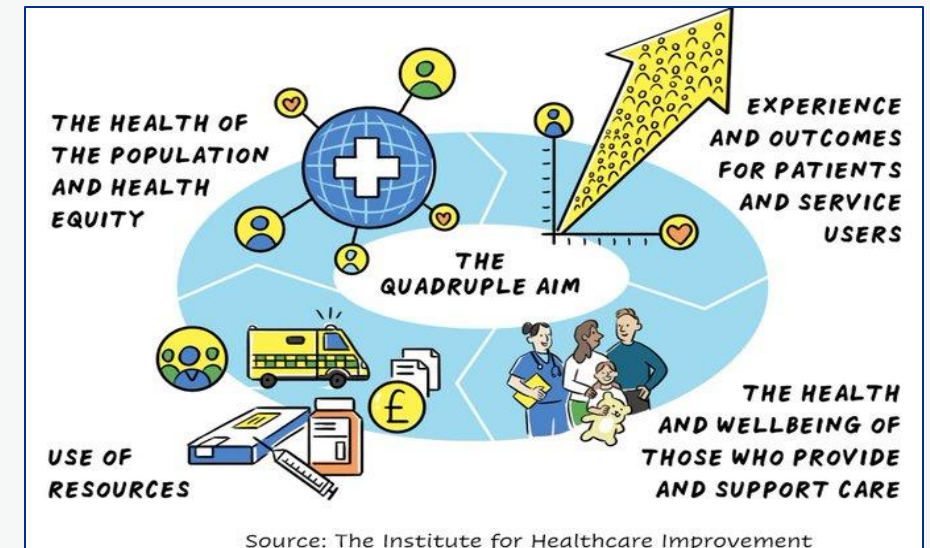 THE HEALTH OF
THE POPULATION
AND HEALTH
EQUITY
EXPERIENCE
AND OUTCOMES
FOR PATIENTS
AND SERVICE
USERS
THE
QUADRUPLE AIM
£
USE OF
RESOURCES
THE HEALTH
AND WELLBEING OF
THOSE WHO PROVIDE
AND SUPPORT CARE
Source: The Institute for Healthcare Improvement